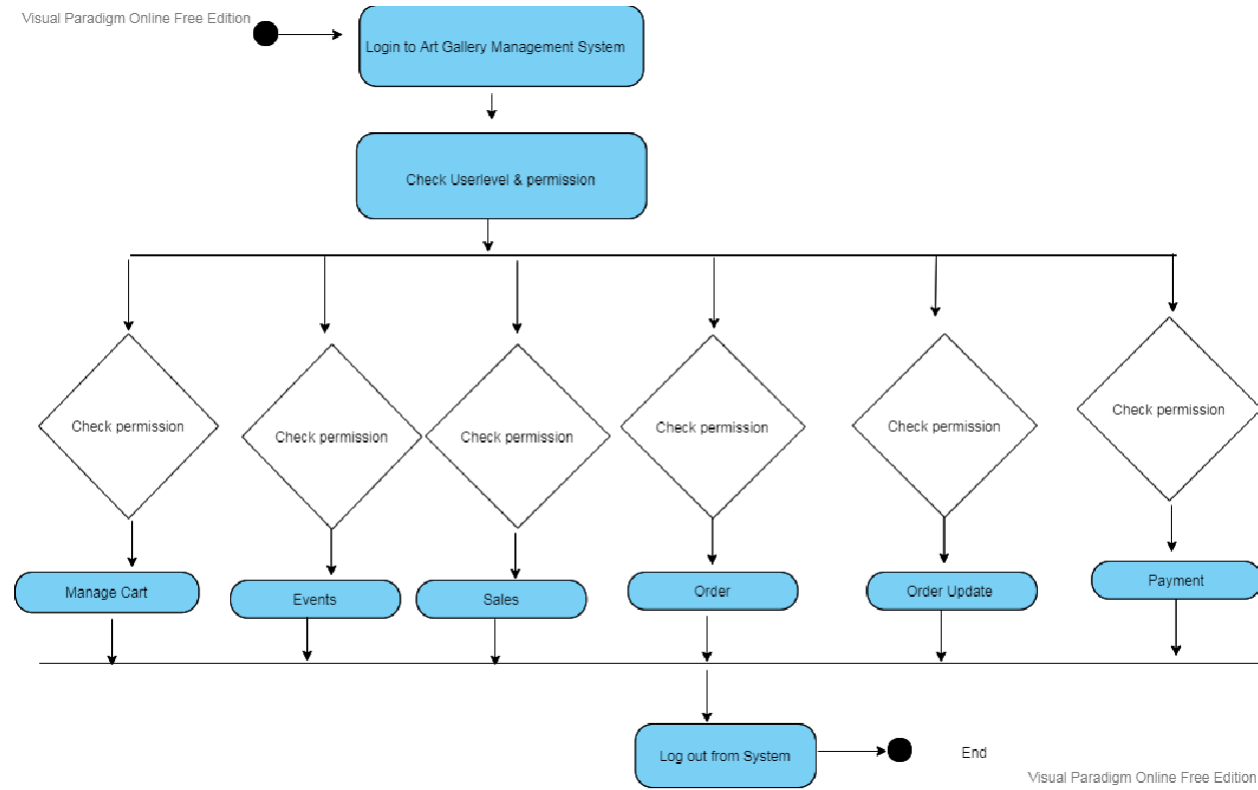 Visual Paradigm Online Free Edition
Login to Art Gallery Management System
Check Userlevel & permission
Check permission
Check permission
Check permission
Check permission
Check permission
Check permission
Manage Cart
Events
Sales
Order
Order Update
Payment
Log out from System
End
Visual Paradigm Online Free Edition